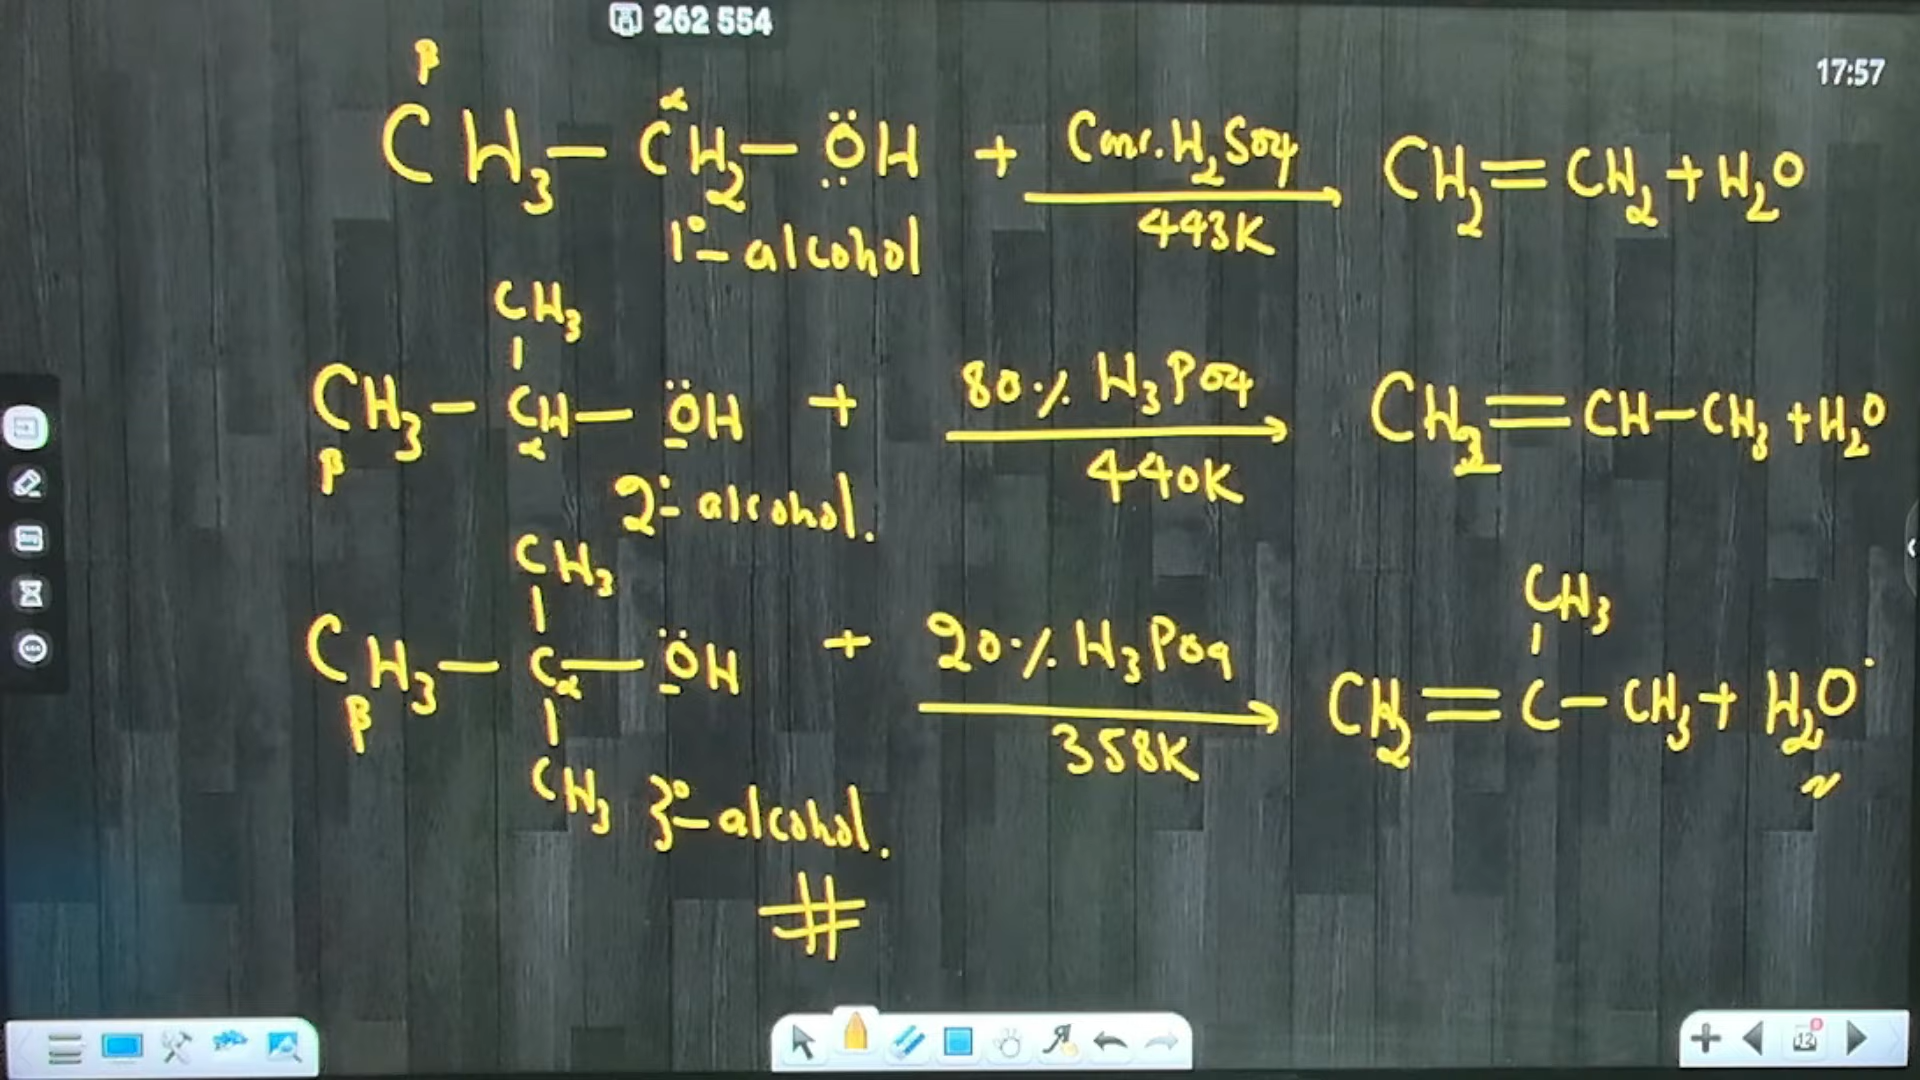 262 554
17:57
β α
CH3 – CH2 – ÖH + Conc. H2SO4 CH2 = CH2 + H2O
443K
1°- alcohol
CH3
CH3 – CH – ÖH + 80 % H3PO4 CH2 = CH – CH3 + H2O
β α 440K
2°- alcohol.
CH3
CH3
CH3 – C – ÖH + 20 % H3PO4 CH2 = C – CH3 + H2O
β α 358K
CH3
3°- alcohol.
12